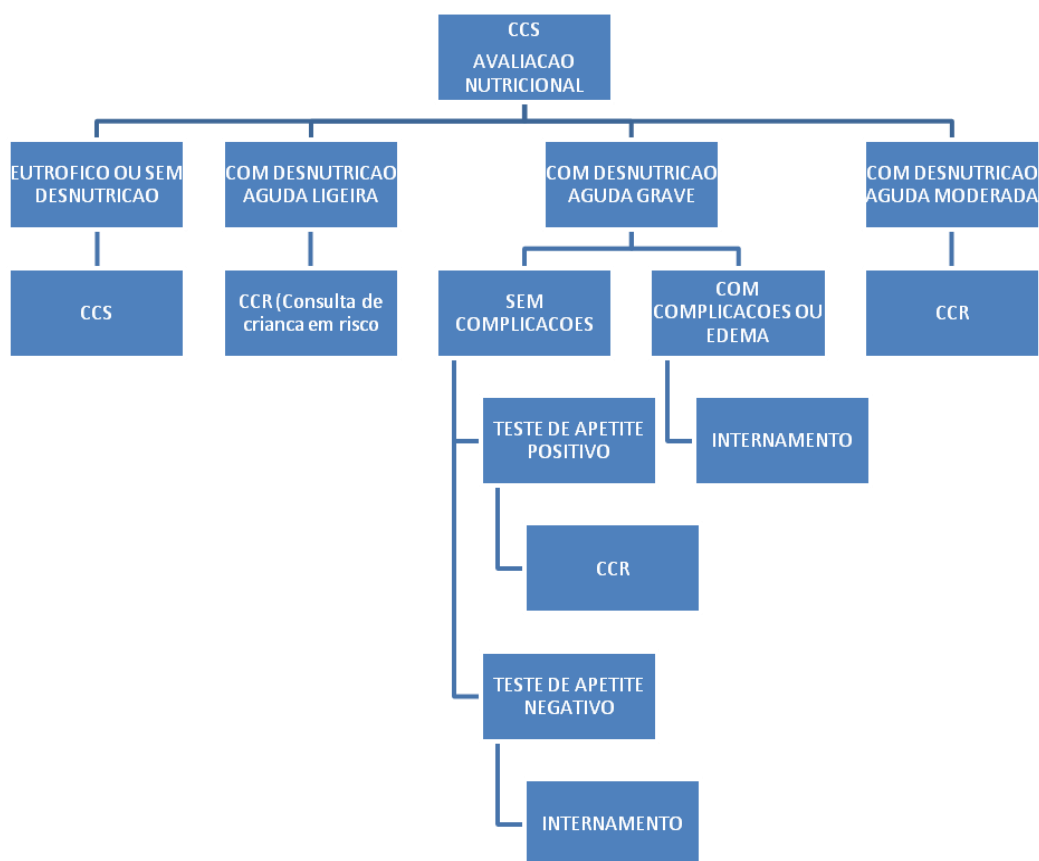 CCS
AVALIACAO
NUTRICIONAL
EUTROFICO OU SEM
DESNUTRICAO
COM DESNUTRICAO
AGUDA LIGEIRA
COM DESNUTRICAO
AGUDA GRAVE
COM DESNUTRICAO
AGUDA MODERADA
CCS
CCR (Consulta de
crianca em risco
SEM
COMPLICACOES
COM
COMPLICACOES OU
EDEMA
CCR
TESTE DE APETITE
POSITIVO
INTERNAMENTO
CCR
TESTE DE APETITE
NEGATIVO
INTERNAMENTO